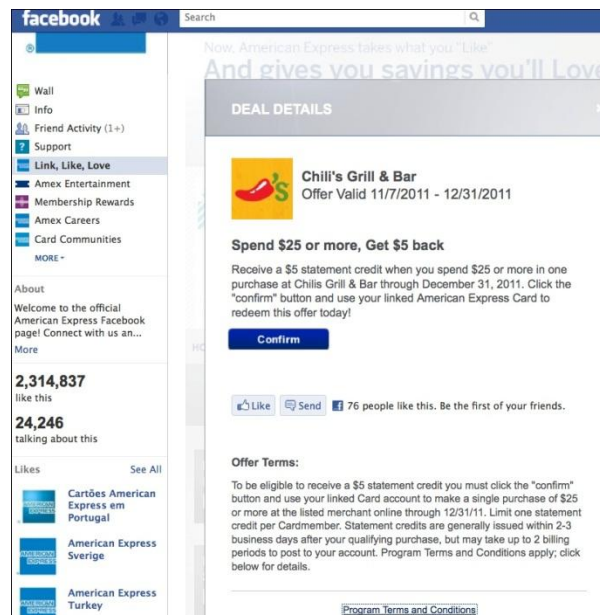 facebook
Search
Now, American Express takes what you "Like"
And gives you savings you'll Love
®
Wall
Info
Friend Activity (1+)
Support
Link, Like, Love
Amex Entertainment
Membership Rewards
Amex Careers
Card Communities
MORE
About
Welcome to the official
American Express Facebook
page! Connect with us an...
More
2,314,837
like this
24,246
talking about this
Likes
See All
Cartões American
Express em
Portugal
American Express
Sverige
American Express
Turkey
AMERICAN
EXPRESS
AMERICAN
EXPRESS
AMERICAN
EXPRESS
DEAL DETAILS
Chili's Grill & Bar
Offer Valid 11/7/2011 - 12/31/2011
Spend $25 or more, Get $5 back
Receive a $5 statement credit when you spend $25 or more in one
purchase at Chilis Grill & Bar through December 31, 2011. Click the
"confirm" button and use your linked American Express Card to
redeem this offer today!
Confirm
Like
Send
76 people like this. Be the first of your friends.
Offer Terms:
To be eligible to receive a $5 statement credit you must click the "confirm"
button and use your linked Card account to make a single purchase of $25
or more at the listed merchant online through 12/31/11. Limit one statement
credit per Cardmember. Statement credits are generally issued within 2-3
business days after your qualifying purchase, but may take up to 2 billing
periods to post to your account. Program Terms and Conditions apply; click
below for details.
Program Terms and Conditions